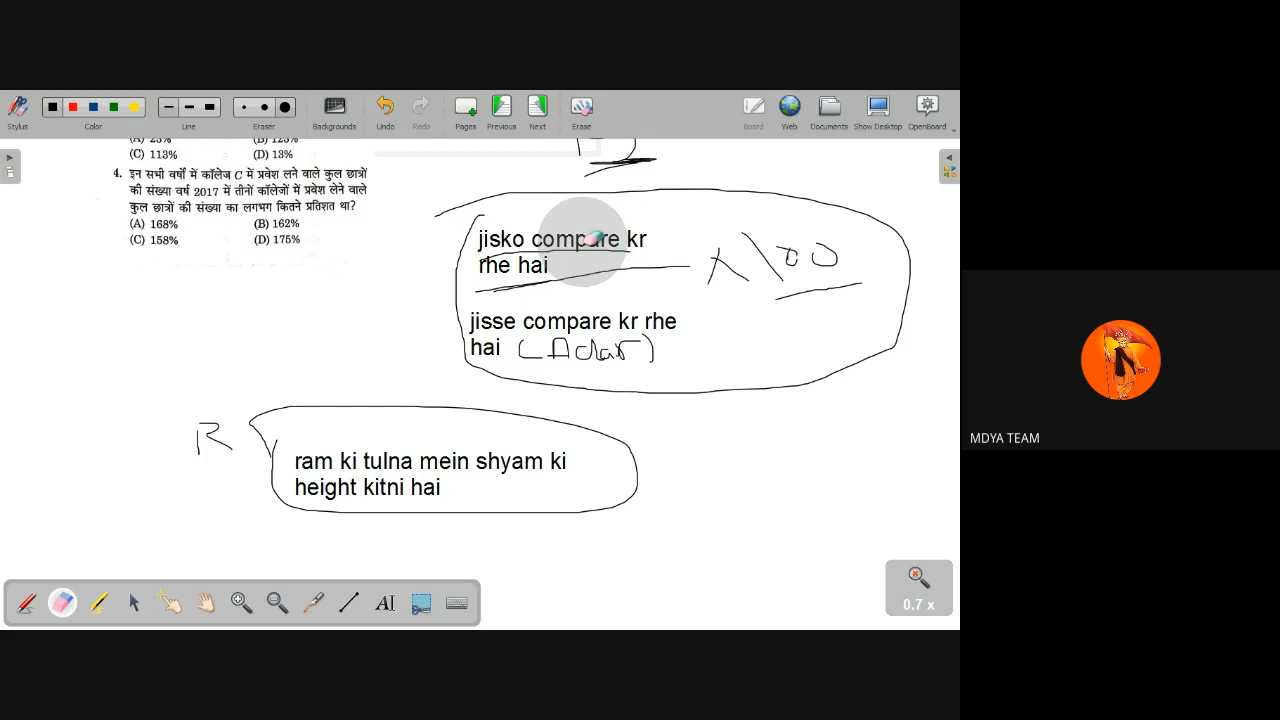 Stylus
Color
Line
Eraser
Backgrounds
Undo
Redo
Pages
Previous
Next
Erase
Board
Web
Documents
Show Desktop
OpenBoard
(A) 25% (B) 125%
(C) 113% (D) 13%
4. इन सभी वर्षों में कॉलेज C में प्रवेश लेने वाले कुल छात्रों
की संख्या वर्ष 2017 में तीनों कॉलेजों में प्रवेश लेने वाले
कुल छात्रों की संख्या का लगभग कितने प्रतिशत था?
(A) 168% (B) 162%
(C) 158% (D) 175%
jisko compare kr
rhe hai
X 100
jisse compare kr rhe
hai (Adar)
R
ram ki tulna mein shyam ki
height kitni hai
MDYA TEAM
0.7 x